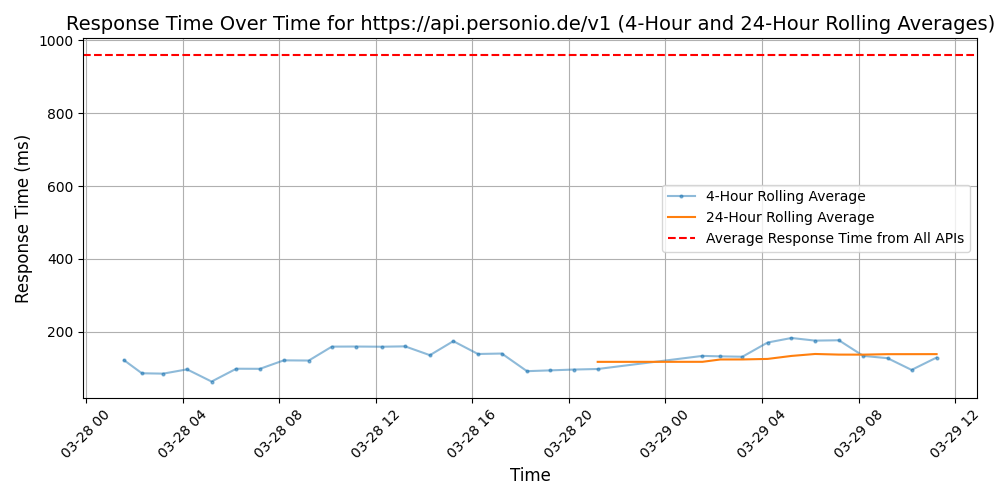 Response Time Over Time for https://api.personio.de/v1 (4-Hour and 24-Hour Rolling Averages)
Response Time (ms)
1000
800
600
400
200
4-Hour Rolling Average
24-Hour Rolling Average
Average Response Time from All APIs
03-28 00
03-28 04
03-28 08
03-28 12
03-28 16
03-28 20
03-29 00
03-29 04
03-29 08
03-29 12
Time